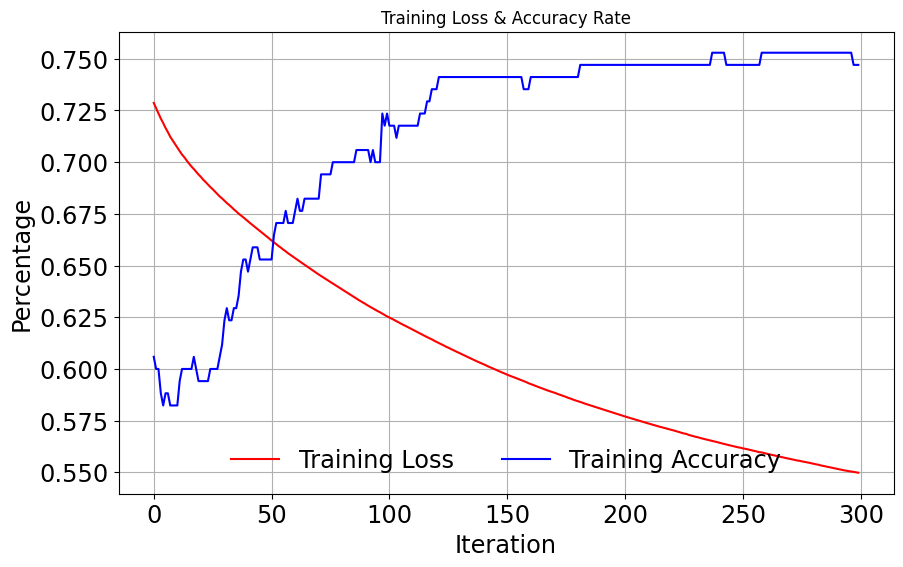 Training Loss & Accuracy Rate
Percentage
0.750
0.725
0.700
0.675
0.650
0.625
0.600
0.575
0.550
Training Loss
Training Accuracy
0 50 100 150 200 250 300
Iteration